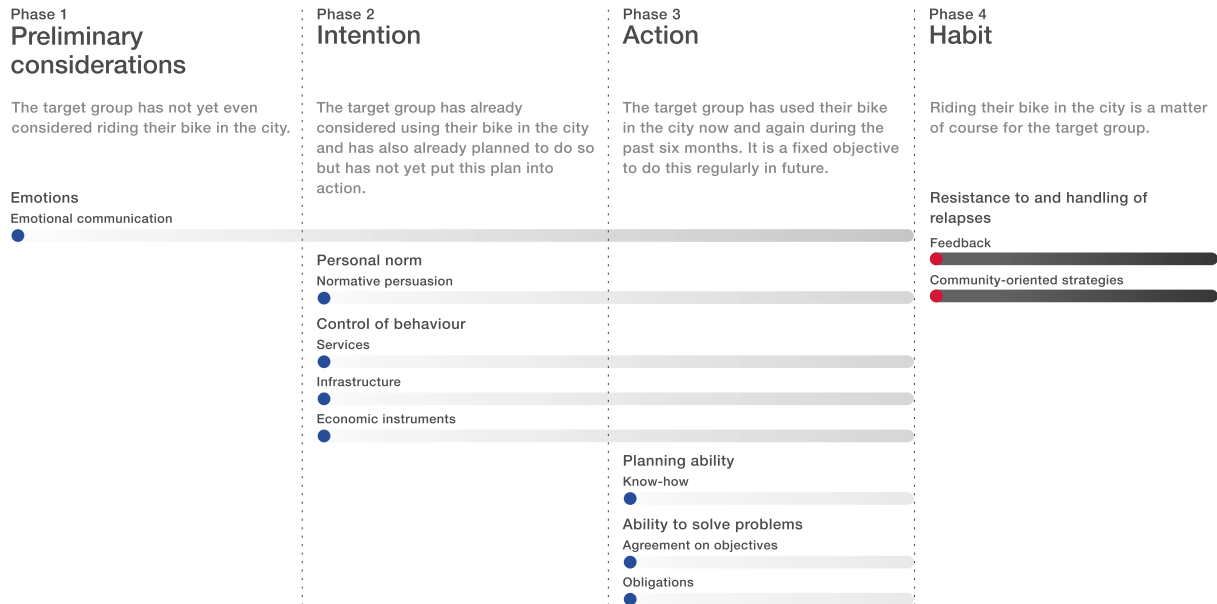 Phase 1
Preliminary
considerations
The target group has not yet even
considered riding their bike in the city.
Emotions
Emotional communication
Phase 2
Intention
The target group has already
considered using their bike in the city
and has also already planned to do so
but has not yet put this plan into
action.
Personal norm
Normative persuasion
Control of behaviour
Services
Infrastructure
Economic instruments
Phase 3
Action
The target group has used their bike
in the city now and again during the
past six months. It is a fixed objective
to do this regularly in future.
Planning ability
Know-how
Ability to solve problems
Agreement on objectives
Obligations
Phase 4
Habit
Riding their bike in the city is a matter
of course for the target group.
Resistance to and handling of
relapses
Feedback
Community-oriented strategies